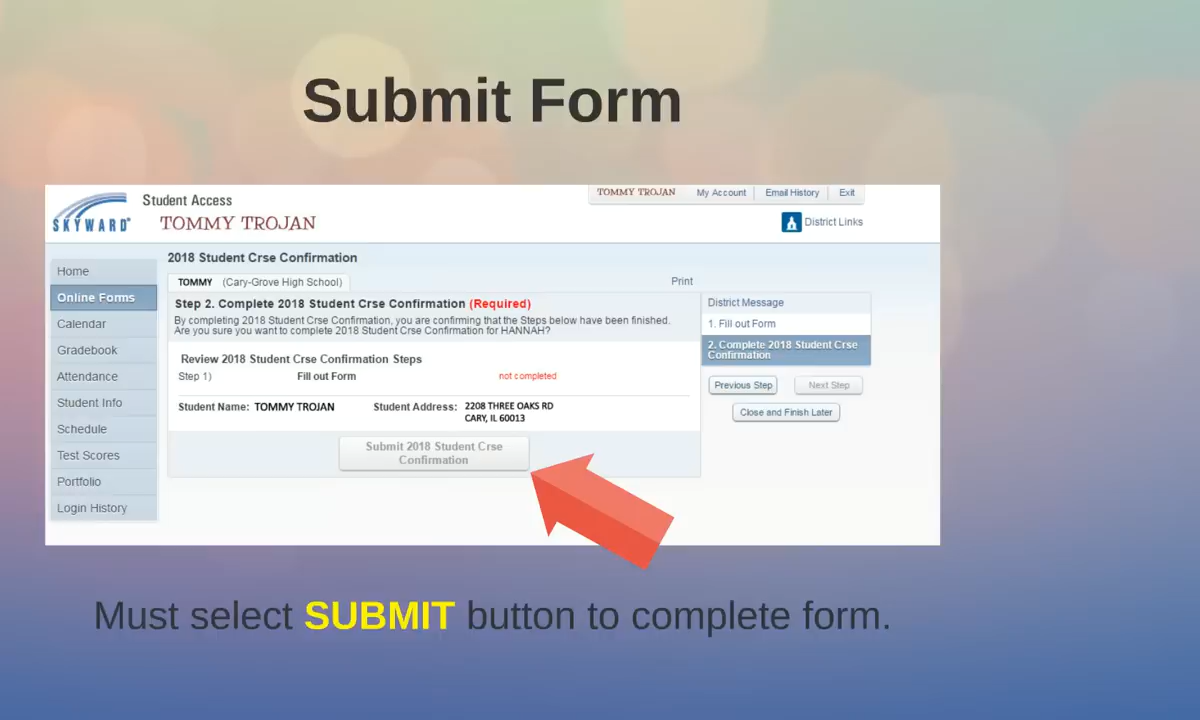 Submit Form
SKYWARD®
Student Access
TOMMY TROJAN
TOMMY TROJAN My Account Email History Exit
District Links
Home
Online Forms
Calendar
Gradebook
Attendance
Student Info
Schedule
Test Scores
Portfolio
Login History
2018 Student Crse Confirmation
TOMMY (Cary-Grove High School)
Print
Step 2. Complete 2018 Student Crse Confirmation (Required)
By completing 2018 Student Crse Confirmation, you are confirming that the Steps below have been finished.
Are you sure you want to complete 2018 Student Crse Confirmation for HANNAH?
Review 2018 Student Crse Confirmation Steps
Step 1) Fill out Form not completed
Student Name: TOMMY TROJAN Student Address: 2208 THREE OAKS RD
CARY, IL 60013
Submit 2018 Student Crse
Confirmation
District Message
1. Fill out Form
2. Complete 2018 Student Crse
Confirmation
Previous Step Next Step
Close and Finish Later
Must select SUBMIT button to complete form.